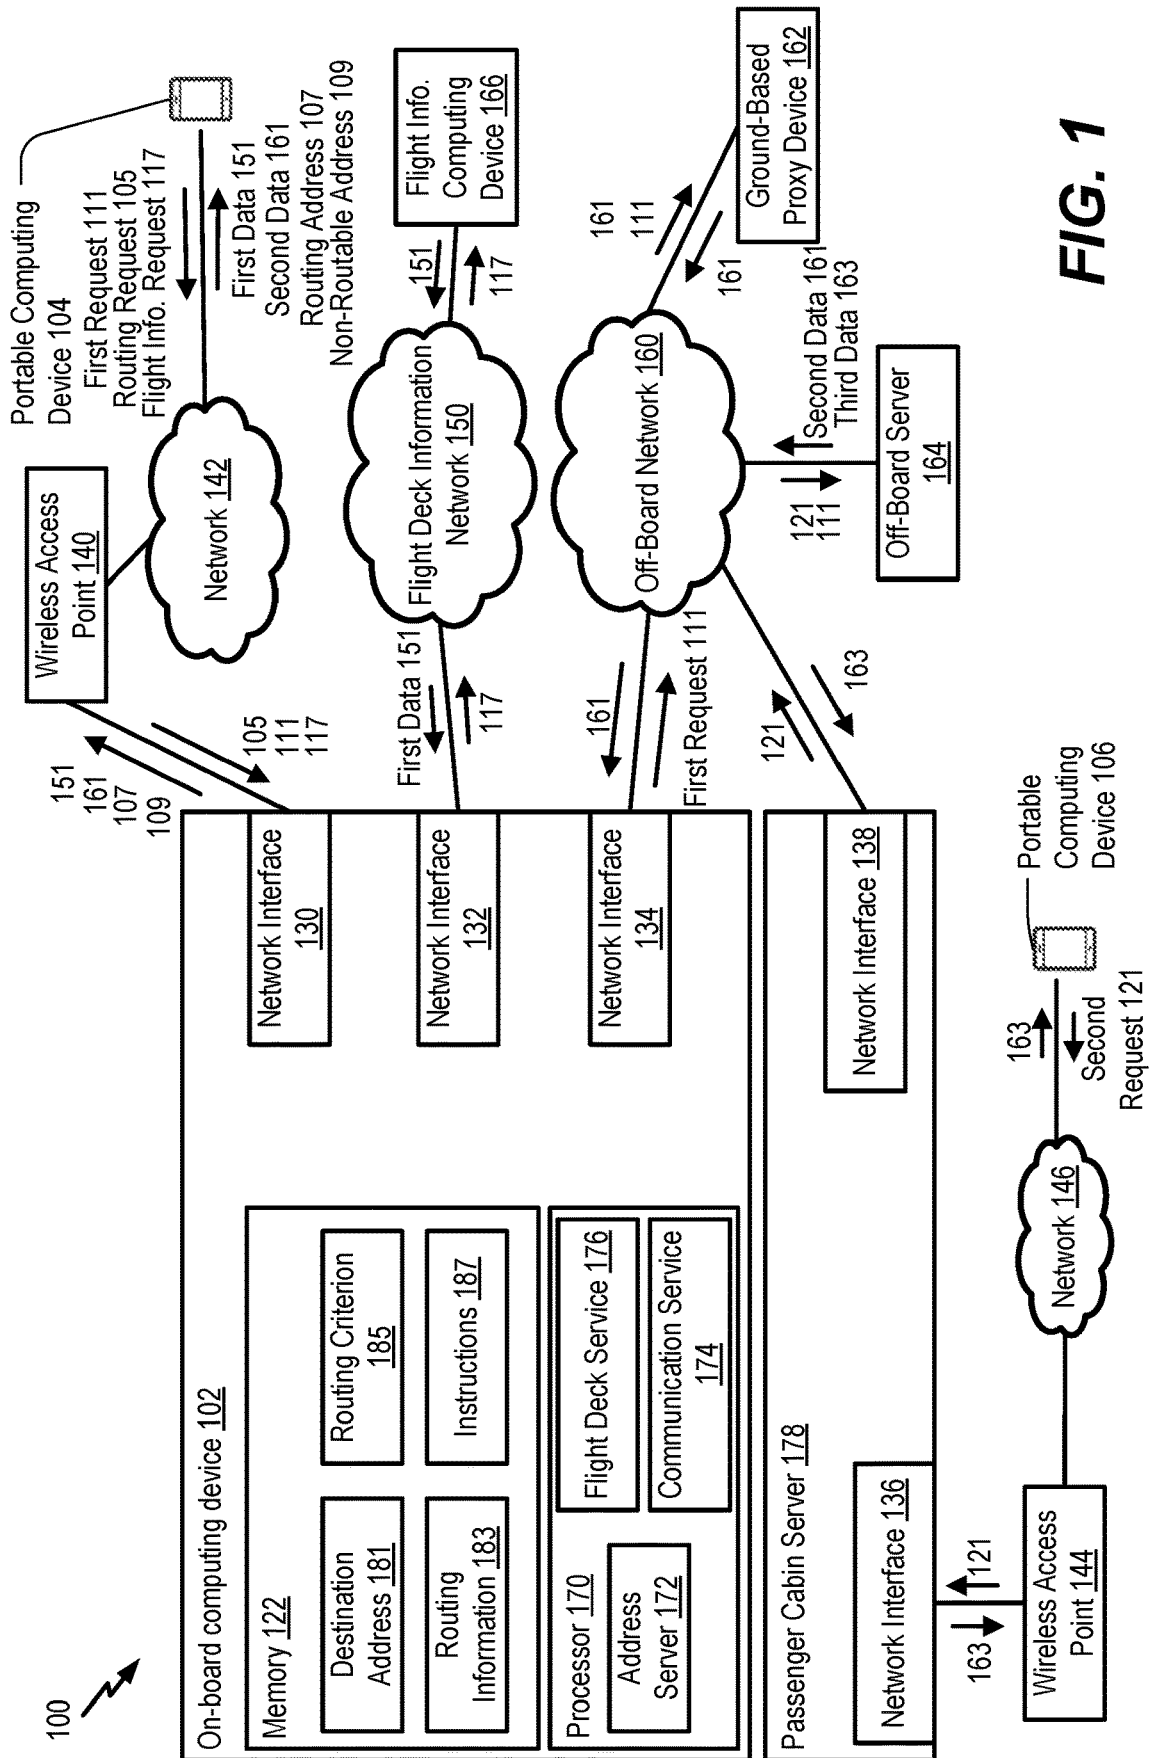 100
On-board computing device 102
Memory 122
Destination
Address 181
Routing Criterion
185
Routing
Information 183
Instructions 187
Processor 170
Address
Server 172
Flight Deck Service 176
Communication Service
174
Network Interface
130
Network Interface
132
Network Interface
134
Passenger Cabin Server 178
Network Interface 136
Network Interface 138
151
161
107
109
105
111
117
Wireless Access
Point 140
Network 142
Portable Computing
Device 104
First Request 111
Routing Request 105
Flight Info. Request 117
First Data 151
Second Data 161
Routing Address 107
Non-Routable Address 109
First Data 151
117
Flight Deck Information
Network 150
151
117
Flight Info.
Computing
Device 166
161
First Request 111
Off-Board Network 160
161
111
161
Ground-Based
Proxy Device 162
121
163
121
111
Second Data 161
Third Data 163
Off-Board Server
164
163
121
Wireless Access
Point 144
Network 146
163
Second
Request 121
Portable
Computing
Device 106
FIG. 1